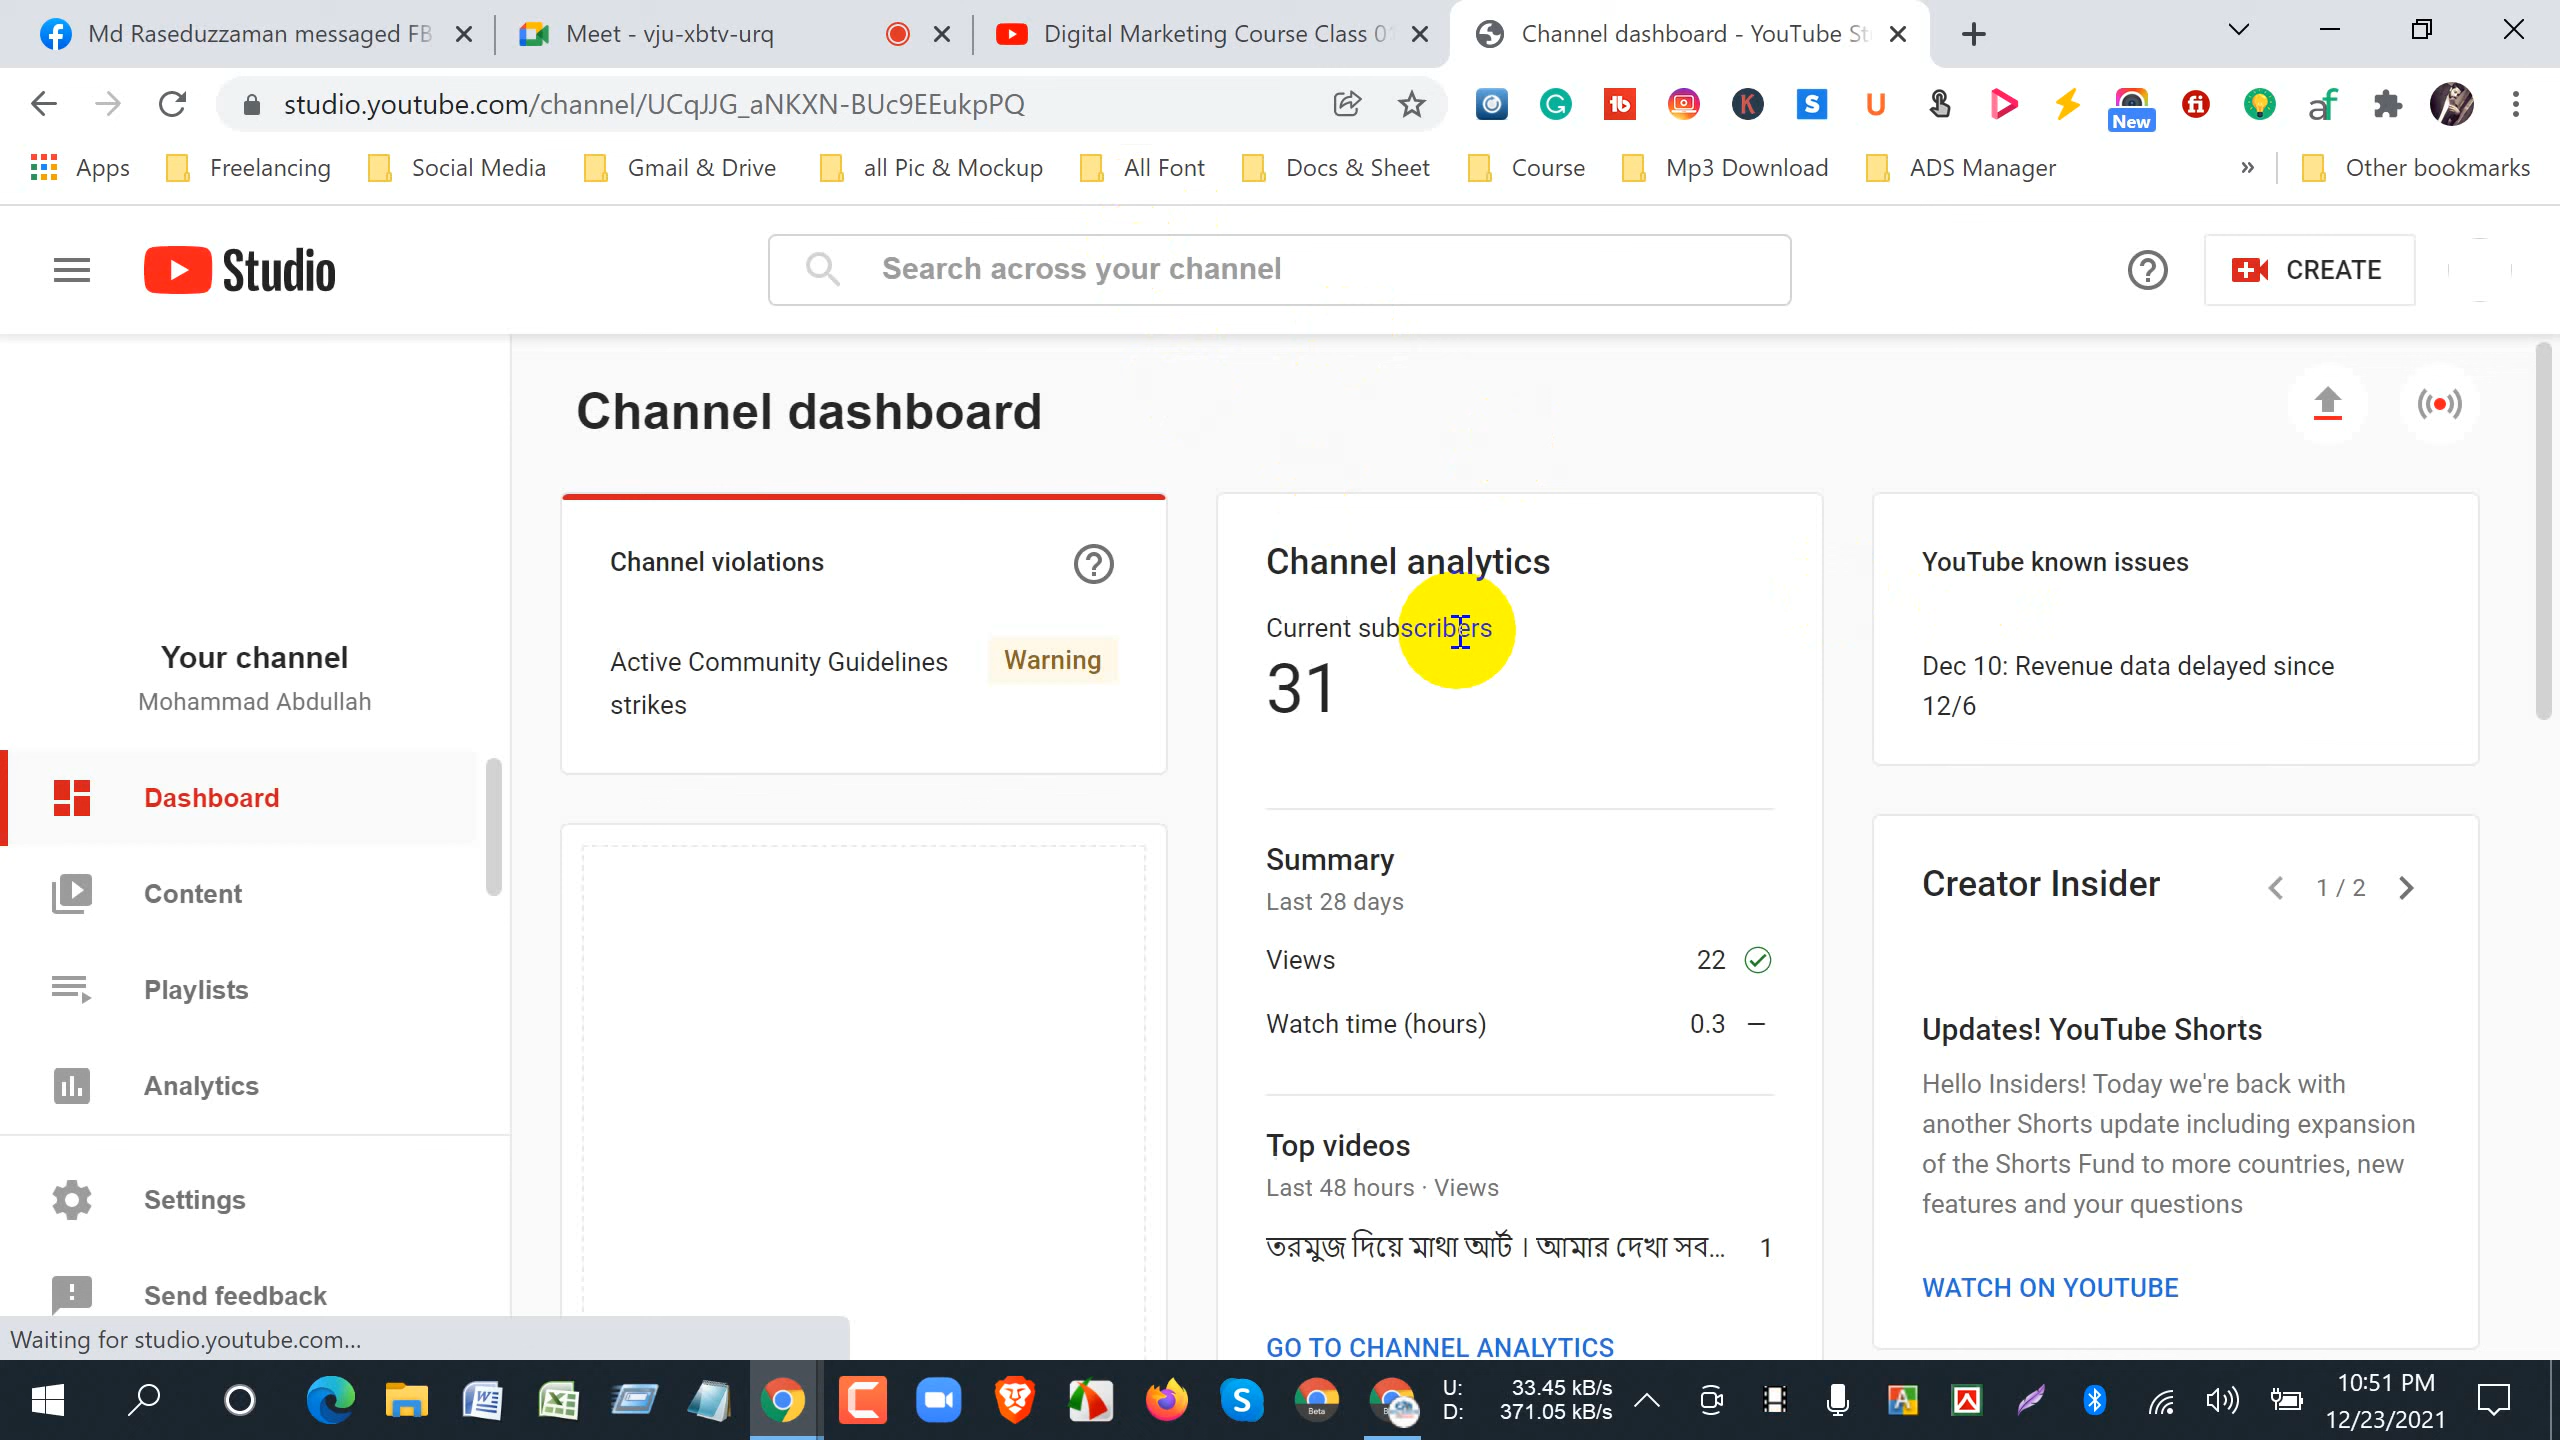 Md Raseduzzaman messaged FB
Meet - vju-xbtv-urq
Digital Marketing Course Class 01
Channel dashboard - YouTube St
studio.youtube.com/channel/UCqJJG_aNKXN-BUc9EEukpPQ
New
Apps
Freelancing
Social Media
Gmail & Drive
all Pic & Mockup
All Font
Docs & Sheet
Course
Mp3 Download
ADS Manager
»
Other bookmarks
Studio
Search across your channel
CREATE
Your channel
Mohammad Abdullah
Dashboard
Content
Playlists
Analytics
Settings
Send feedback
Waiting for studio.youtube.com...
Channel dashboard
Channel violations
Active Community Guidelines
strikes
Warning
Channel analytics
Current subscribers
31
Summary
Last 28 days
Views 22
Watch time (hours) 0.3 —
Top videos
Last 48 hours · Views
তরমুজ দিয়ে মাথা আর্ট । আমার দেখা সব... 1
GO TO CHANNEL ANALYTICS
YouTube known issues
Dec 10: Revenue data delayed since
12/6
Creator Insider
1 / 2
Updates! YouTube Shorts
Hello Insiders! Today we're back with
another Shorts update including expansion
of the Shorts Fund to more countries, new
features and your questions
WATCH ON YOUTUBE
U: 33.45 kB/s
D: 371.05 kB/s
10:51 PM
12/23/2021